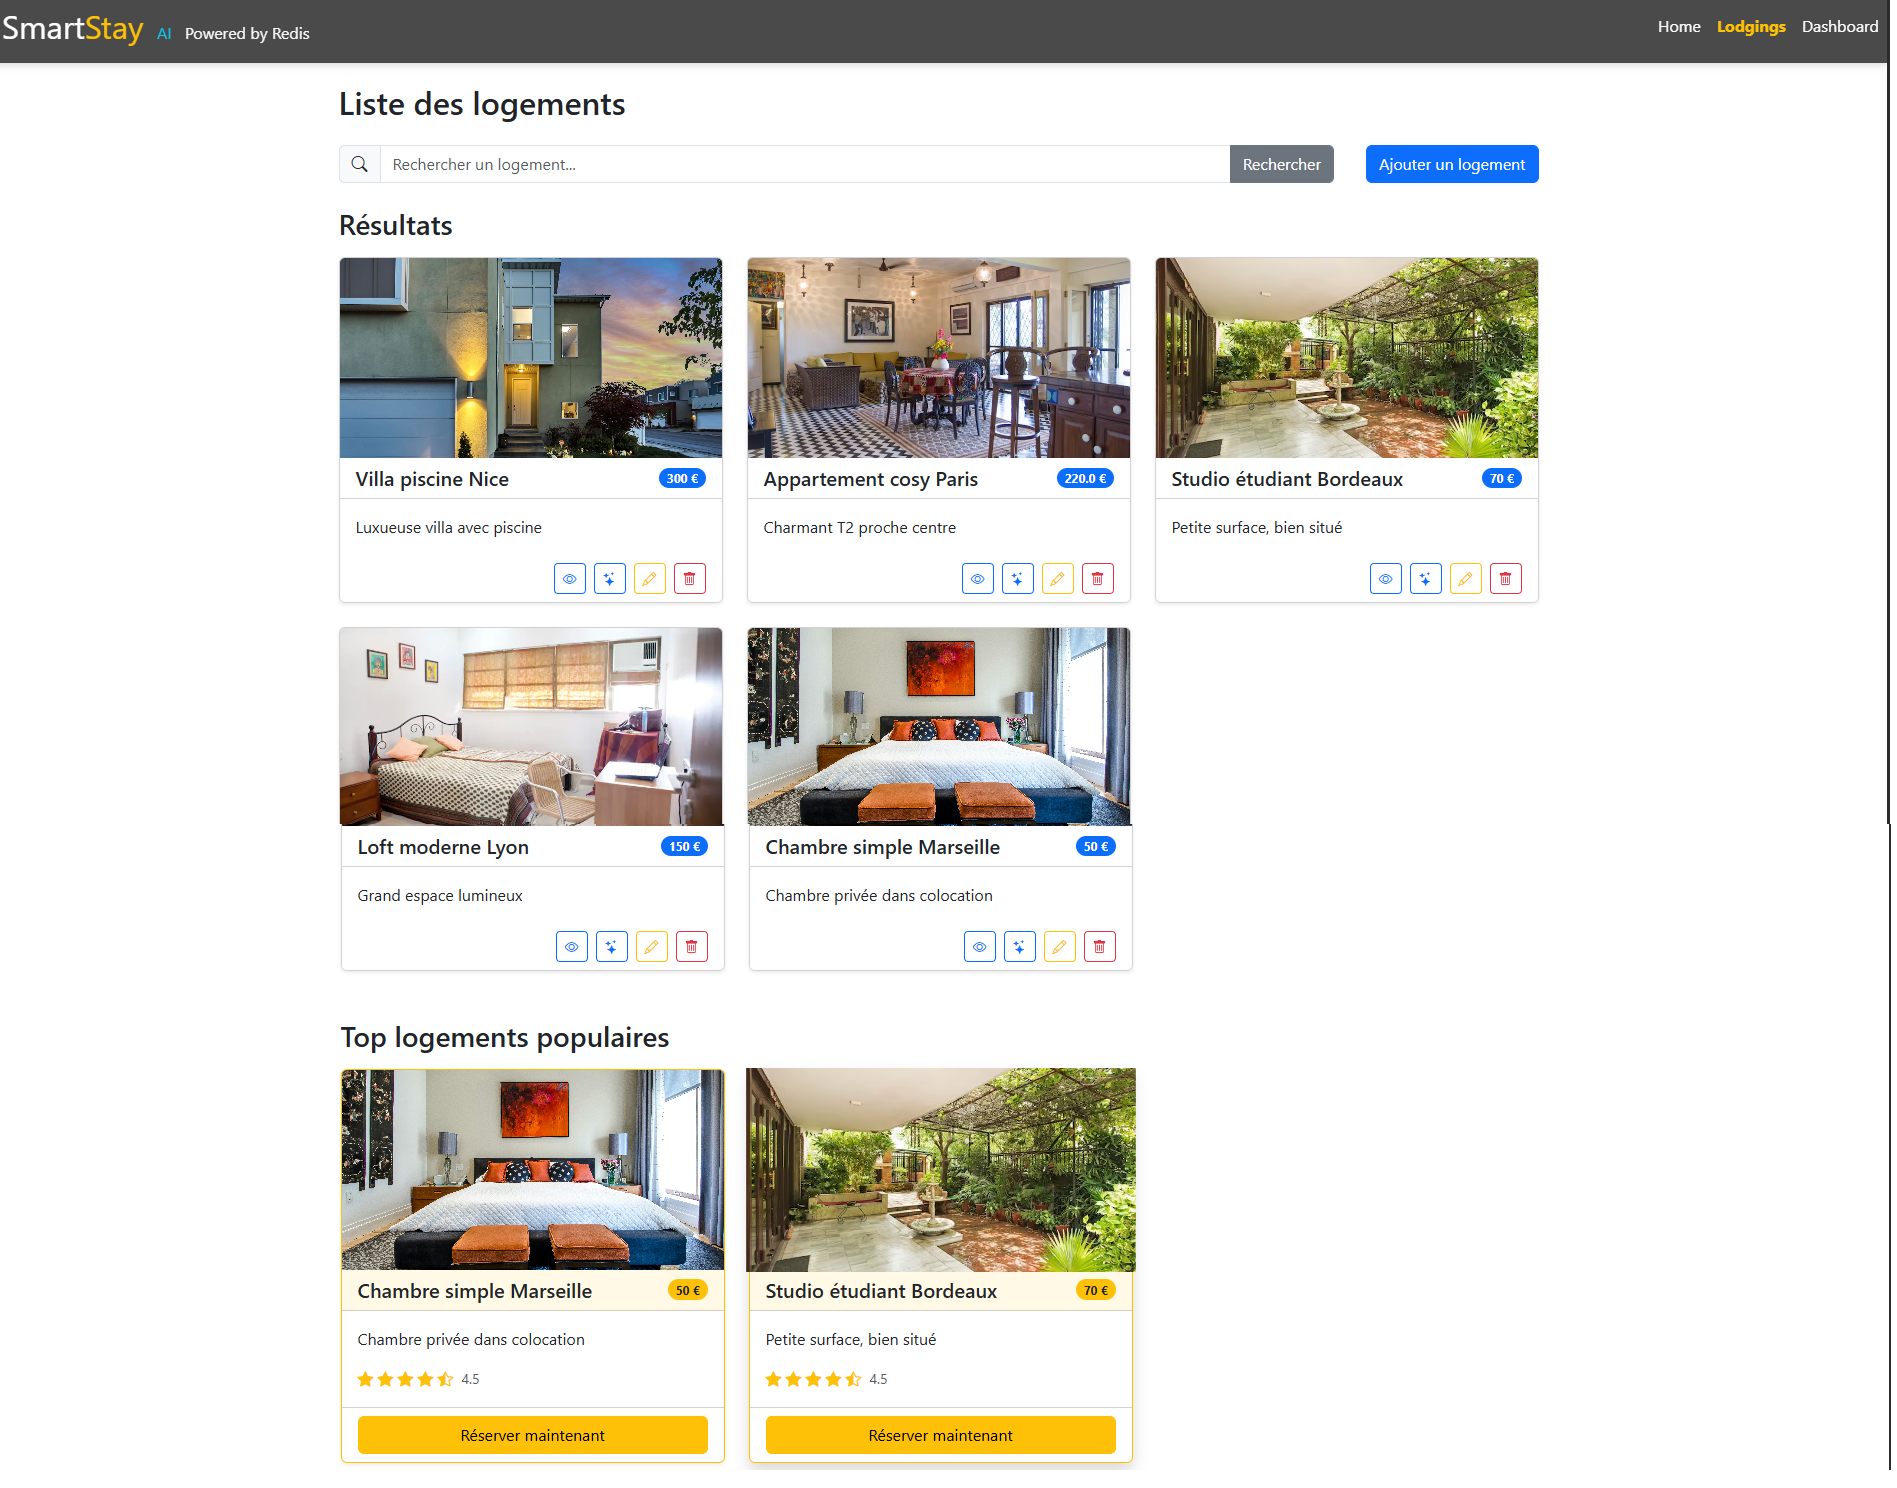 SmartStay AI Powered by Redis
Home Lodgings Dashboard
Liste des logements
Rechercher un logement...
Rechercher
Ajouter un logement
Résultats
Villa piscine Nice 300 €
Luxueuse villa avec piscine
Appartement cosy Paris 220.0 €
Charmant T2 proche centre
Studio étudiant Bordeaux 70 €
Petite surface, bien situé
Loft moderne Lyon 150 €
Grand espace lumineux
Chambre simple Marseille 50 €
Chambre privée dans colocation
Top logements populaires
Chambre simple Marseille 50 €
Chambre privée dans colocation
4.5
Réserver maintenant
Studio étudiant Bordeaux 70 €
Petite surface, bien situé
4.5
Réserver maintenant